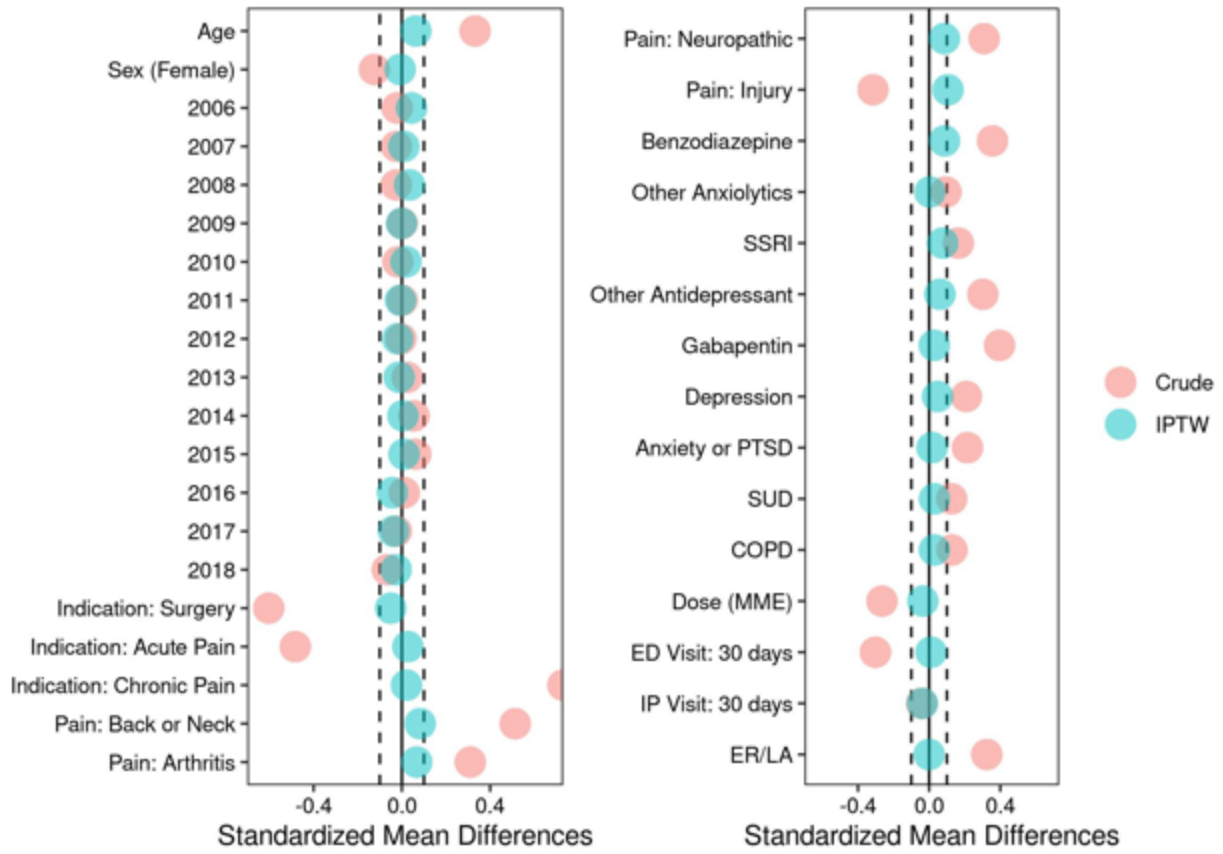 Age
Sex (Female)
2006
2007
2008
2009
2010
2011
2012
2013
2014
2015
2016
2017
2018
Indication: Surgery
Indication: Acute Pain
Indication: Chronic Pain
Pain: Back or Neck
Pain: Arthritis
-0.4 0.0 0.4
Standardized Mean Differences
Pain: Neuropathic
Pain: Injury
Benzodiazepine
Other Anxiolytics
SSRI
Other Antidepressant
Gabapentin
Depression
Anxiety or PTSD
SUD
COPD
Dose (MME)
ED Visit: 30 days
IP Visit: 30 days
ER/LA
-0.4 0.0 0.4
Standardized Mean Differences
Crude
IPTW